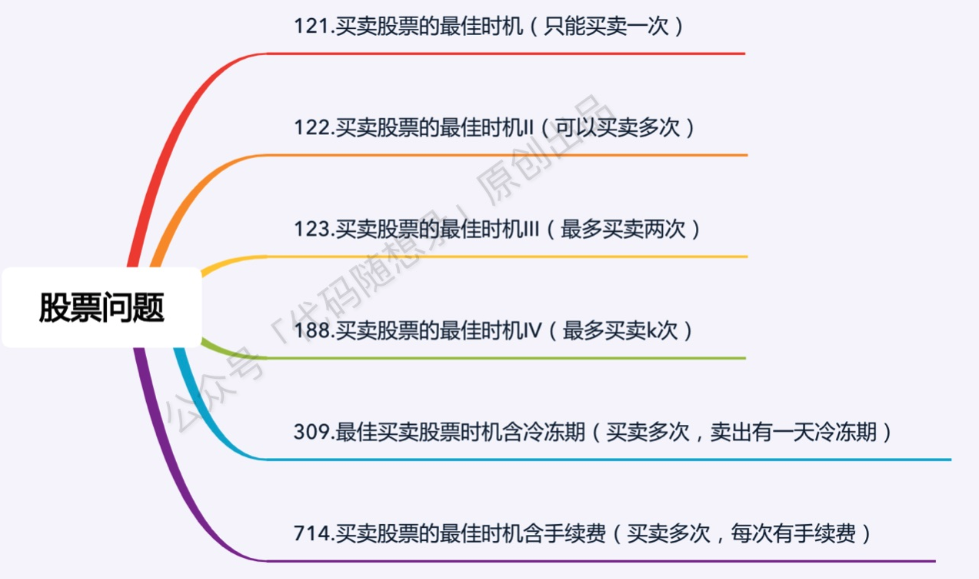 121.买卖股票的最佳时机（只能买卖一次）
122.买卖股票的最佳时机II（可以买卖多次）
123.买卖股票的最佳时机III（最多买卖两次）
股票问题
188.买卖股票的最佳时机IV（最多买卖k次）
309.最佳买卖股票时机含冷冻期（买卖多次，卖出有一天冷冻期）
714.买卖股票的最佳时机含手续费（买卖多次，每次有手续费）
公众号「代码随想录」原创出品